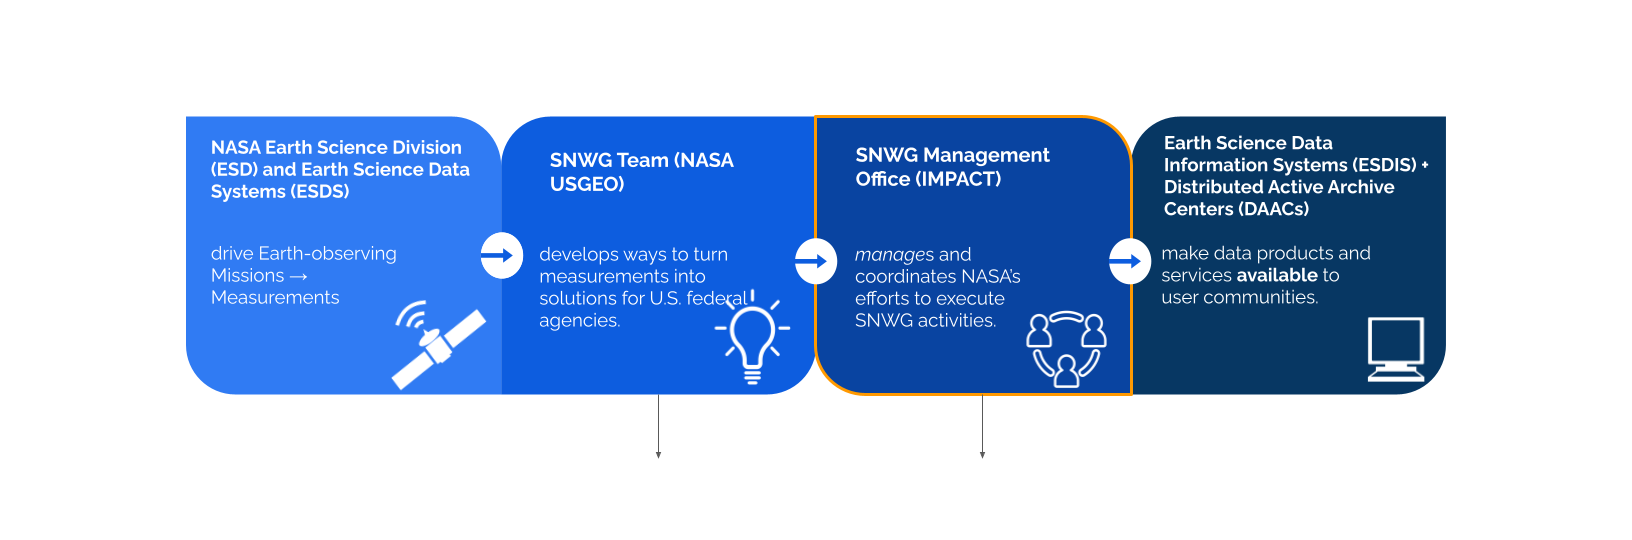 NASA Earth Science Division
(ESD) and Earth Science Data
Systems (ESDS)
drive Earth-observing
Missions →
Measurements
SNWG Team (NASA
USGEO)
develops ways to turn
measurements into
solutions for U.S. federal
agencies.
SNWG Management
Office (IMPACT)
manages and
coordinates NASA's
efforts to execute
SNWG activities.
Earth Science Data
Information Systems (ESDIS) +
Distributed Active Archive
Centers (DAACs)
make data products and
services available to
user communities.